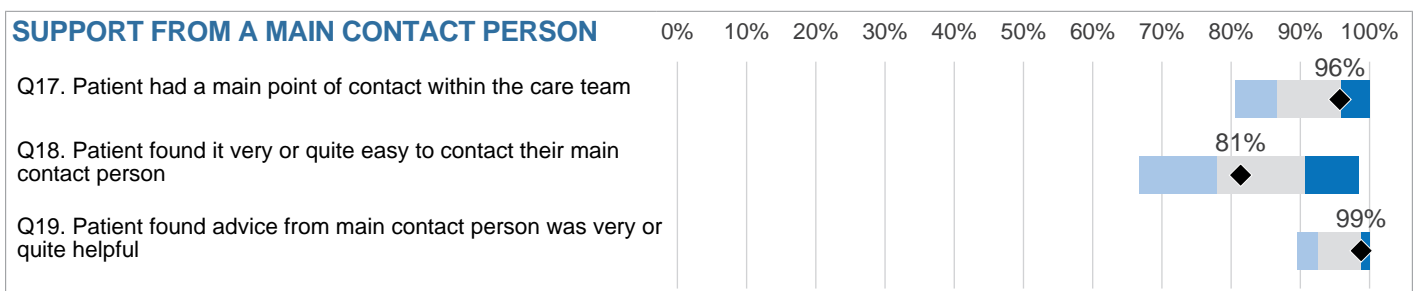 SUPPORT FROM A MAIN CONTACT PERSON 0% 10% 20% 30% 40% 50% 60% 70% 80% 90% 100%
96%
Q17. Patient had a main point of contact within the care team
81%
Q18. Patient found it very or quite easy to contact their main
contact person
99%
Q19. Patient found advice from main contact person was very or
quite helpful